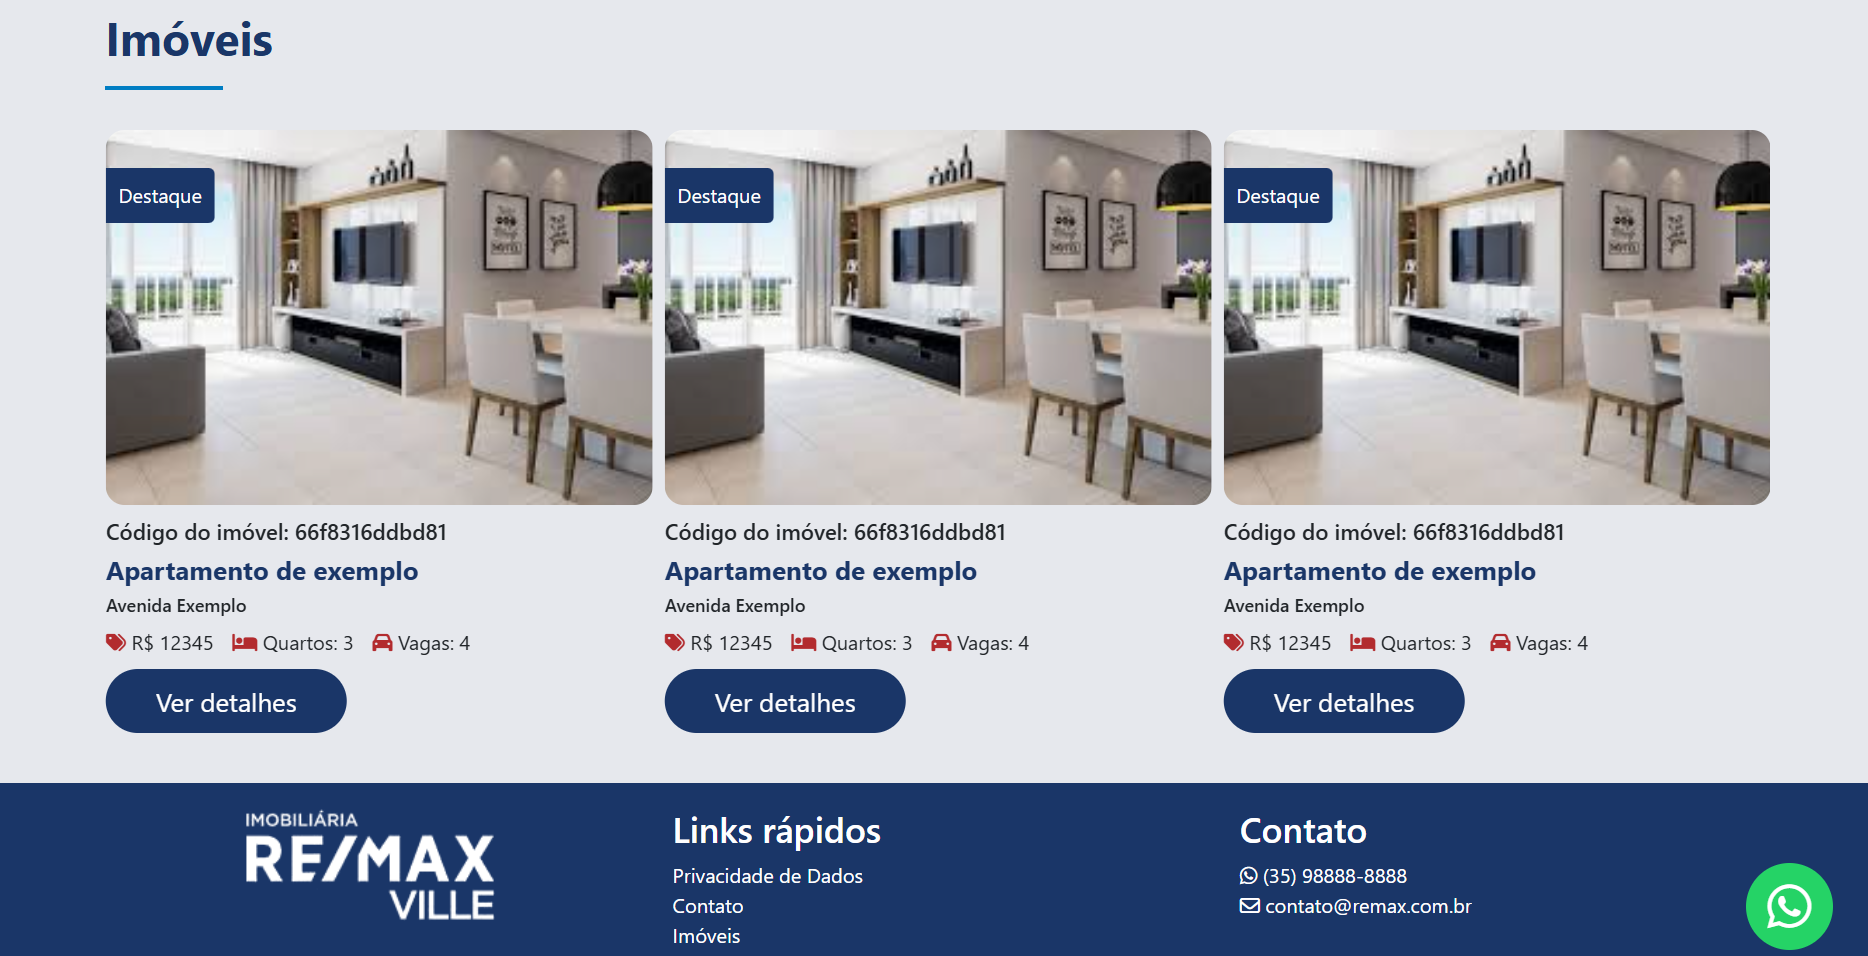 Imóveis
Destaque
Destaque
Destaque
Código do imóvel: 66f8316ddbd81
Apartamento de exemplo
Avenida Exemplo
R$ 12345 Quartos: 3 Vagas: 4
Ver detalhes
Código do imóvel: 66f8316ddbd81
Apartamento de exemplo
Avenida Exemplo
R$ 12345 Quartos: 3 Vagas: 4
Ver detalhes
Código do imóvel: 66f8316ddbd81
Apartamento de exemplo
Avenida Exemplo
R$ 12345 Quartos: 3 Vagas: 4
Ver detalhes
IMOBILIÁRIA
RE/MAX
VILLE
Links rápidos
Privacidade de Dados
Contato
Imóveis
Contato
(35) 98888-8888
contato@remax.com.br